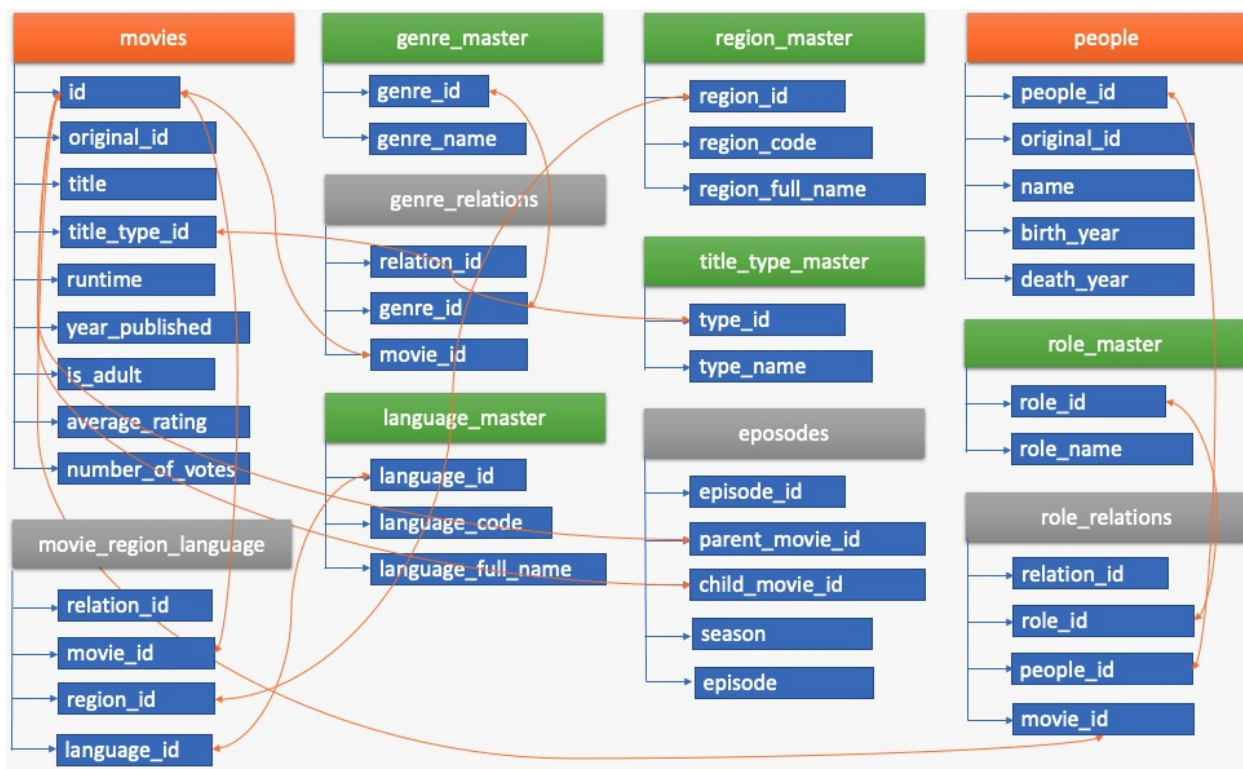 movies
id
original_id
title
title_type_id
runtime
year_published
is_adult
average_rating
number_of_votes
movie_region_language
relation_id
movie_id
region_id
language_id
genre_master
genre_id
genre_name
genre_relations
relation_id
genre_id
movie_id
language_master
language_id
language_code
language_full_name
region_master
region_id
region_code
region_full_name
title_type_master
type_id
type_name
eposodes
episode_id
parent_movie_id
child_movie_id
season
episode
people
people_id
original_id
name
birth_year
death_year
role_master
role_id
role_name
role_relations
relation_id
role_id
people_id
movie_id